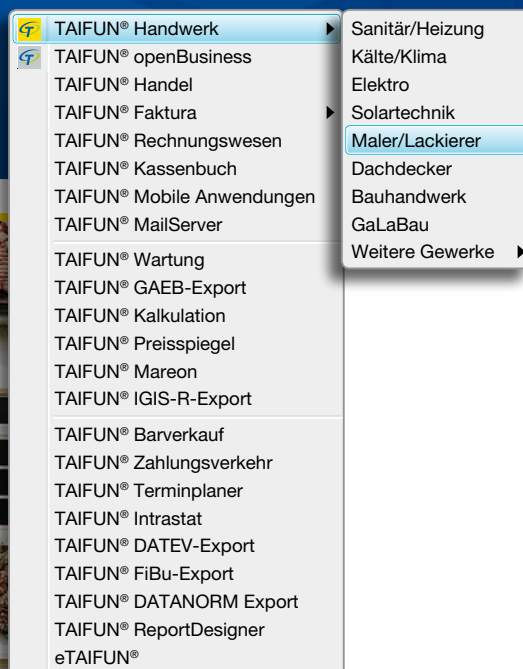 TAIFUN® Handwerk
TAIFUN® openBusiness
TAIFUN® Handel
TAIFUN® Faktura
TAIFUN® Rechnungswesen
TAIFUN® Kassenbuch
TAIFUN® Mobile Anwendungen
TAIFUN® MailServer
TAIFUN® Wartung
TAIFUN® GAEB-Export
TAIFUN® Kalkulation
TAIFUN® Preisspiegel
TAIFUN® Mareon
TAIFUN® IGIS-R-Export
TAIFUN® Barverkauf
TAIFUN® Zahlungsverkehr
TAIFUN® Terminplaner
TAIFUN® Intrastat
TAIFUN® DATEV-Export
TAIFUN® FiBu-Export
TAIFUN® DATANORM Export
TAIFUN® ReportDesigner
eTAIFUN®
Sanitär/Heizung
Kälte/Klima
Elektro
Solartechnik
Maler/Lackierer
Dachdecker
Bauhandwerk
GaLaBau
Weitere Gewerke